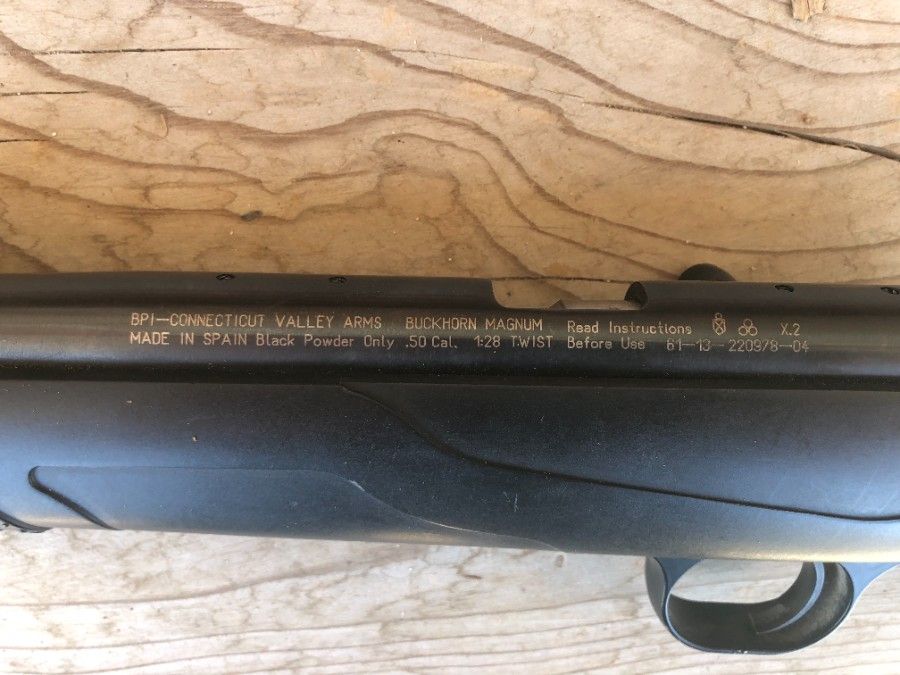 BPI-CONNECTICUT VALLEY ARMS BUCKHORN MAGNUM Read Instructions X.2
MADE IN SPAIN Black Powder Only .50 Cal. 1:28 TWIST Before Use 61-13-220978-04